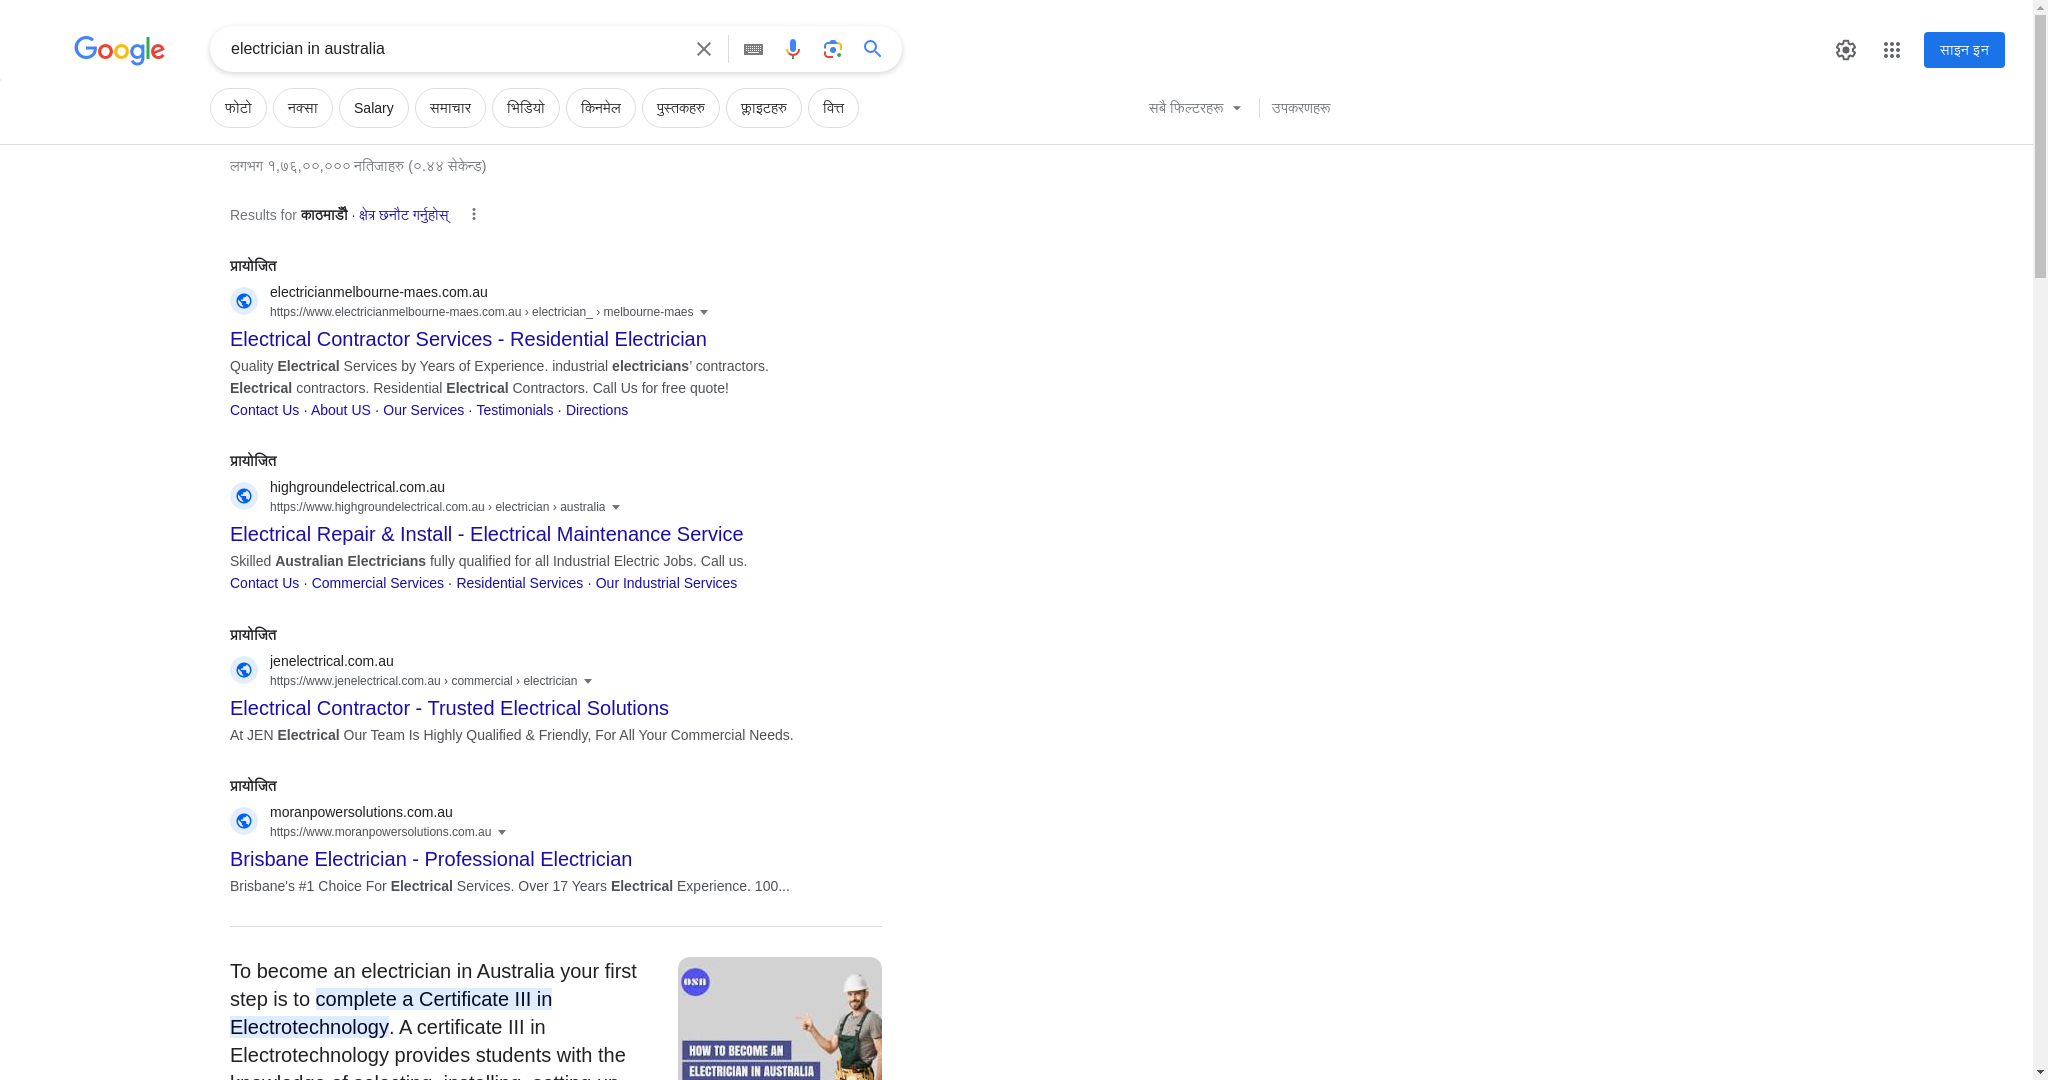 Google
electrician in australia
साइन इन
फोटो
नक्सा
Salary
समाचार
भिडियो
किनमेल
पुस्तकहरु
फ्लाइटहरु
वित्त
सबै फिल्टरहरू
उपकरणहरू
लगभग १,७६,००,००० नतिजाहरु (०.४४ सेकेन्ड)
Results for काठमाडौँ · क्षेत्र छनौट गर्नुहोस्
प्रायोजित
electricianmelbourne-maes.com.au
https://www.electricianmelbourne-maes.com.au › electrician_ › melbourne-maes
Electrical Contractor Services - Residential Electrician
Quality Electrical Services by Years of Experience. industrial electricians’ contractors.
Electrical contractors. Residential Electrical Contractors. Call Us for free quote!
Contact Us · About US · Our Services · Testimonials · Directions
प्रायोजित
highgroundelectrical.com.au
https://www.highgroundelectrical.com.au › electrician › australia
Electrical Repair & Install - Electrical Maintenance Service
Skilled Australian Electricians fully qualified for all Industrial Electric Jobs. Call us.
Contact Us · Commercial Services · Residential Services · Our Industrial Services
प्रायोजित
jenelectrical.com.au
https://www.jenelectrical.com.au › commercial › electrician
Electrical Contractor - Trusted Electrical Solutions
At JEN Electrical Our Team Is Highly Qualified & Friendly, For All Your Commercial Needs.
प्रायोजित
moranpowersolutions.com.au
https://www.moranpowersolutions.com.au
Brisbane Electrician - Professional Electrician
Brisbane's #1 Choice For Electrical Services. Over 17 Years Electrical Experience. 100...
To become an electrician in Australia your first
step is to complete a Certificate III in
Electrotechnology. A certificate III in
Electrotechnology provides students with the
knowledge of selecting, installing, setting up
OSN
HOW TO BECOME AN
ELECTRICIAN IN AUSTRALIA